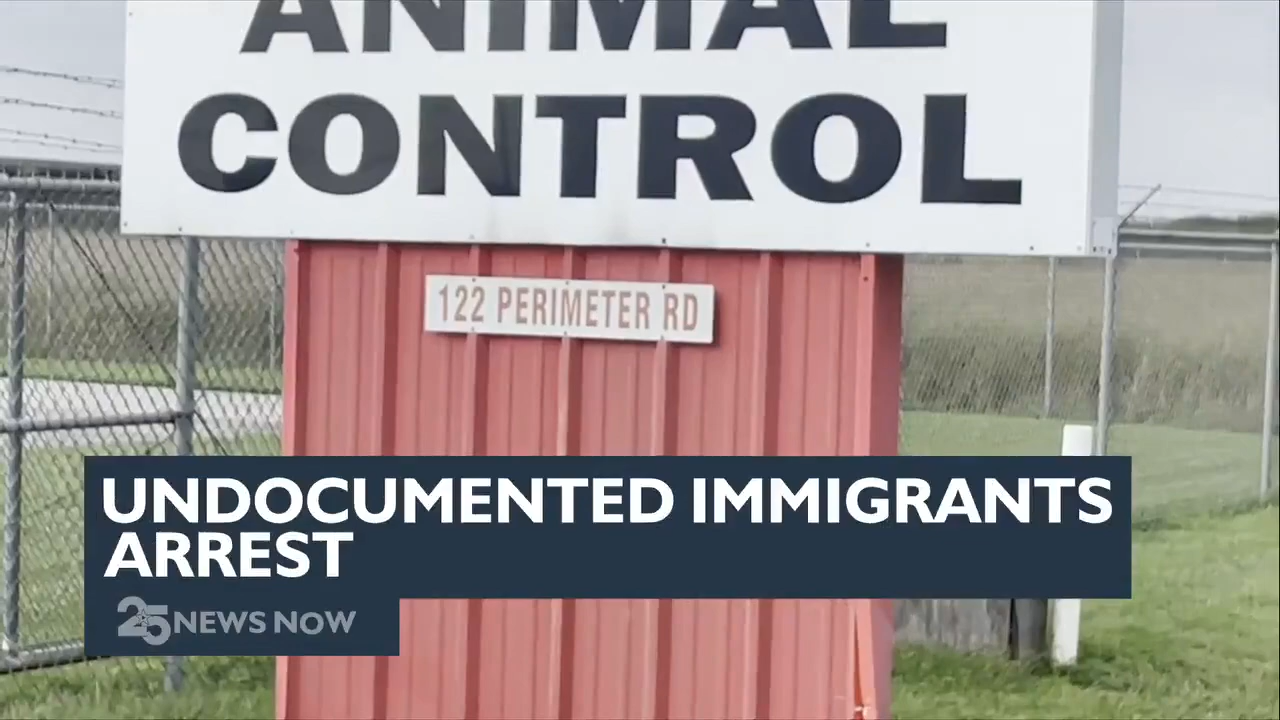 ANIMAL
CONTROL
122 PERIMETER RD
UNDOCUMENTED IMMIGRANTS
ARREST
25 NEWS NOW